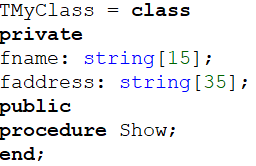 TMyClass = class
private
fname: string[15];
faddress: string[35];
public
procedure Show;
end;